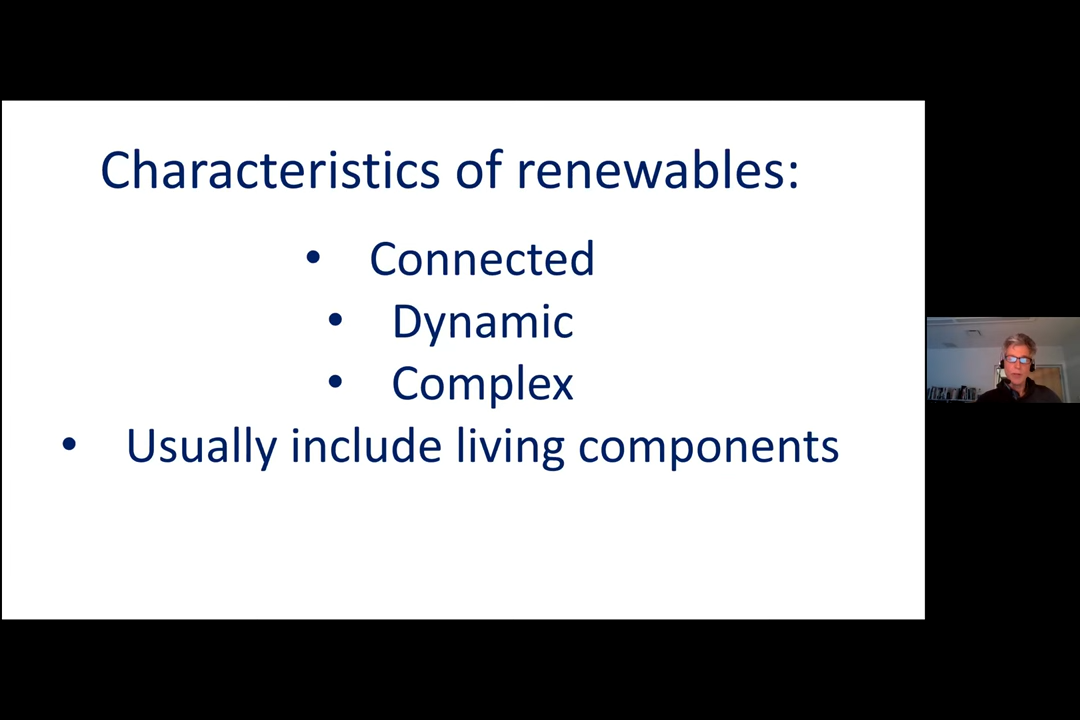 Characteristics of renewables:
• Connected
• Dynamic
• Complex
• Usually include living components